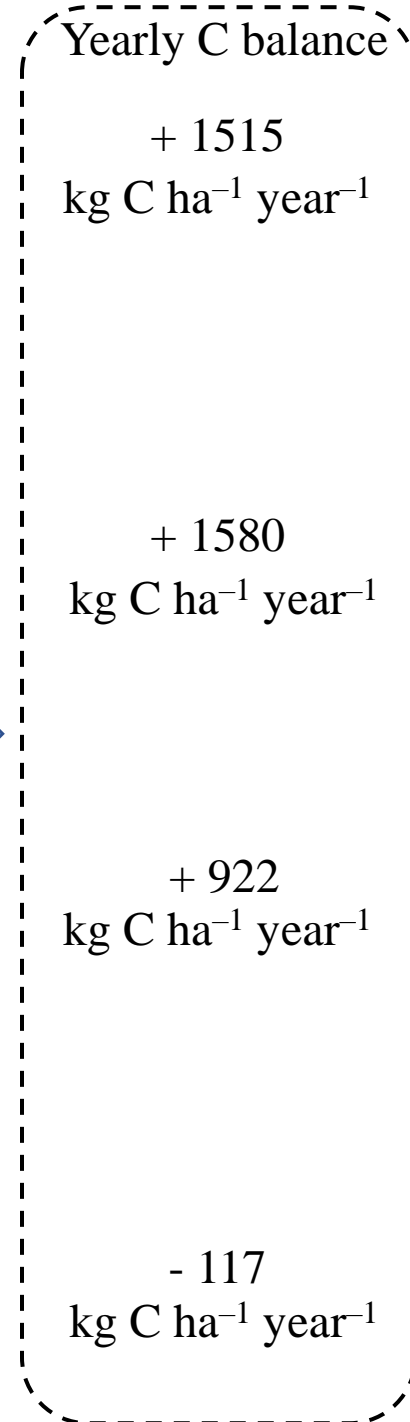 Yearly C balance
+ 1515
kg C ha⁻¹ year⁻¹
+ 1580
kg C ha⁻¹ year⁻¹
+ 922
kg C ha⁻¹ year⁻¹
- 117
kg C ha⁻¹ year⁻¹